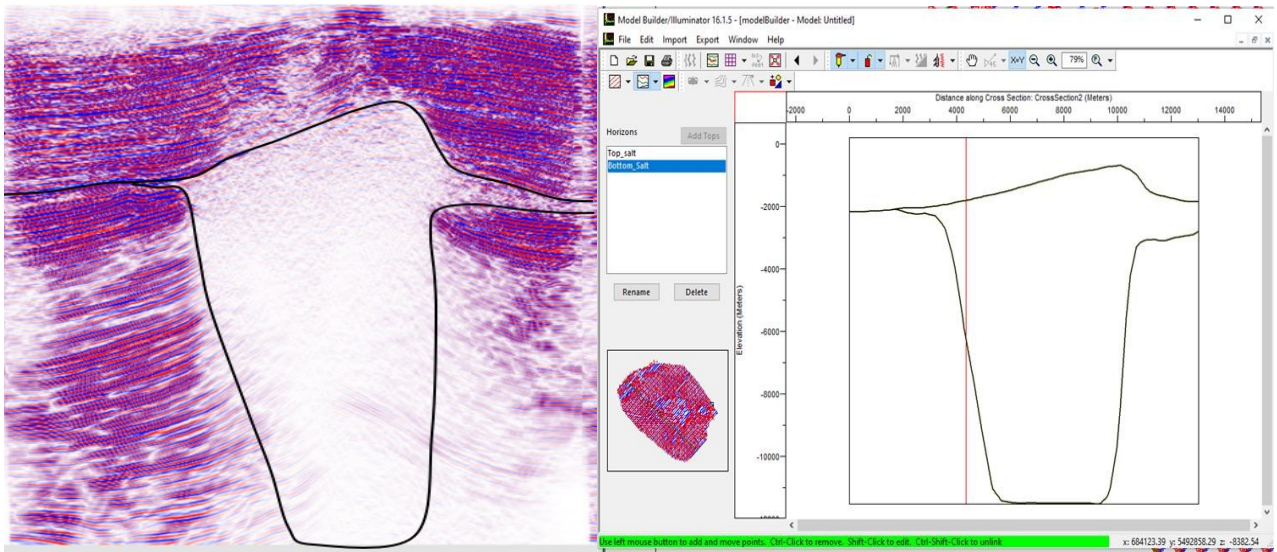 Model Builder/Illuminator 16.1.5 - [modelBuilder - Model: Untitled]
File Edit Import Export Window Help
X+Y 79%
Distance along Cross Section: CrossSection2 (Meters)
-2000 0 2000 4000 6000 8000 10000 12000 14000
Horizons Add Tops
Top_salt
Bottom_Salt
Rename Delete
Elevation (Meters)
0
-2000
-4000
-6000
-8000
-10000
Use left mouse button to add and move points. Ctrl-Click to remove. Shift-Click to edit. Ctrl-Shift-Click to unlink
x: 684123.39 y: 5492858.29 z: -8382.54